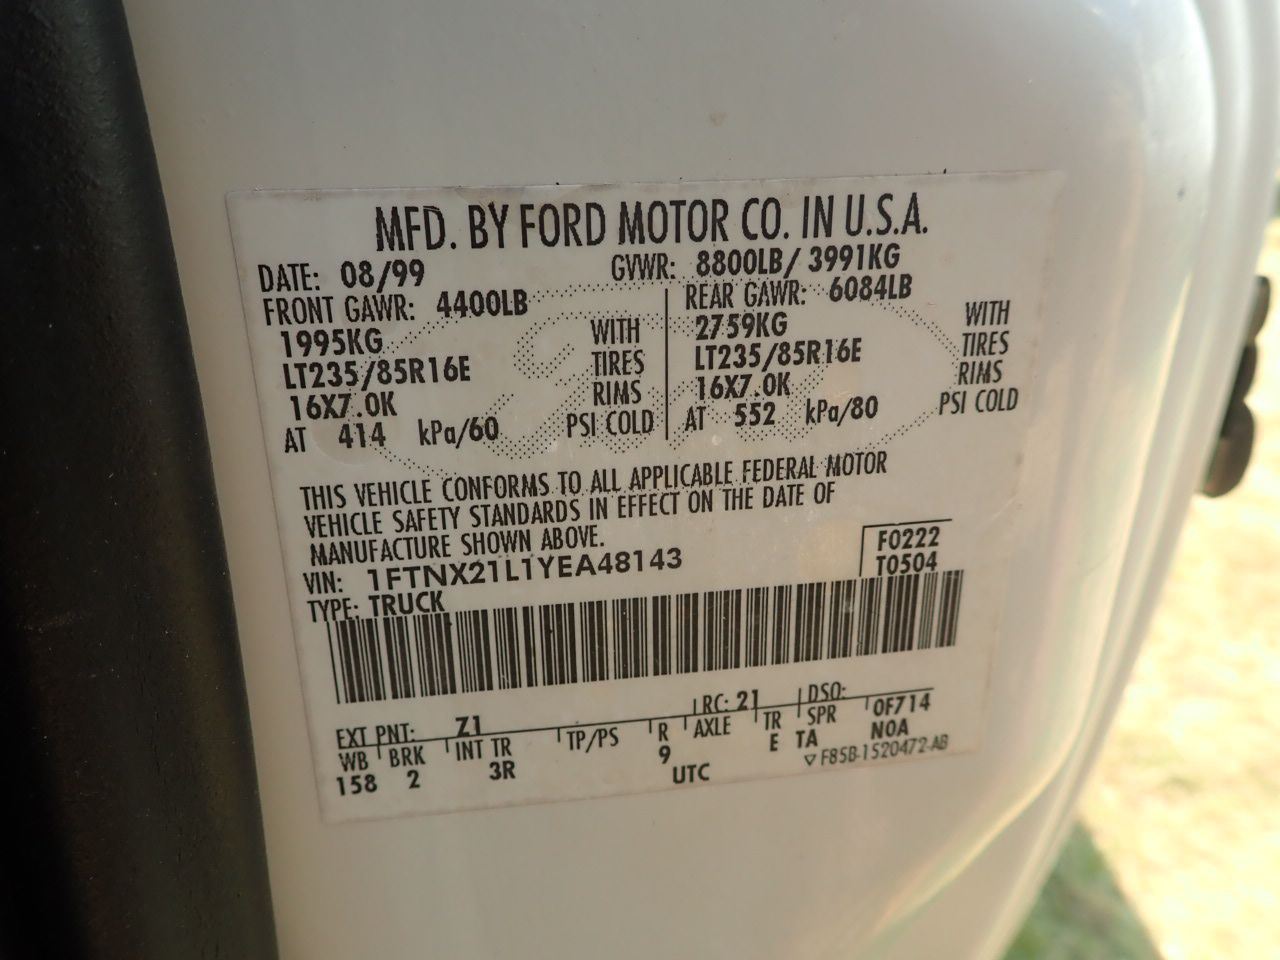 MFD. BY FORD MOTOR CO. IN U.S.A.
DATE: 08/99 GVWR: 8800LB/ 3991KG
FRONT GAWR: 4400LB REAR GAWR: 6084LB
1995KG WITH 2759KG WITH
LT235/85R16E TIRES LT235/85R16E TIRES
16X7.0K RIMS 16X7.0K RIMS
AT 414 kPa/60 PSI COLD AT 552 kPa/80 PSI COLD
THIS VEHICLE CONFORMS TO ALL APPLICABLE FEDERAL MOTOR
VEHICLE SAFETY STANDARDS IN EFFECT ON THE DATE OF
MANUFACTURE SHOWN ABOVE.
F0222
VIN: 1FTNX21L1YEA48143 T0504
TYPE: TRUCK
EXT PNT: Z1 RC: 21 DSO:
WB BRK INT TR TP/PS R AXLE TR SPR 0F714
158 2 3R 9 E TA N0A
UTC ▽F85B-1520472-AB